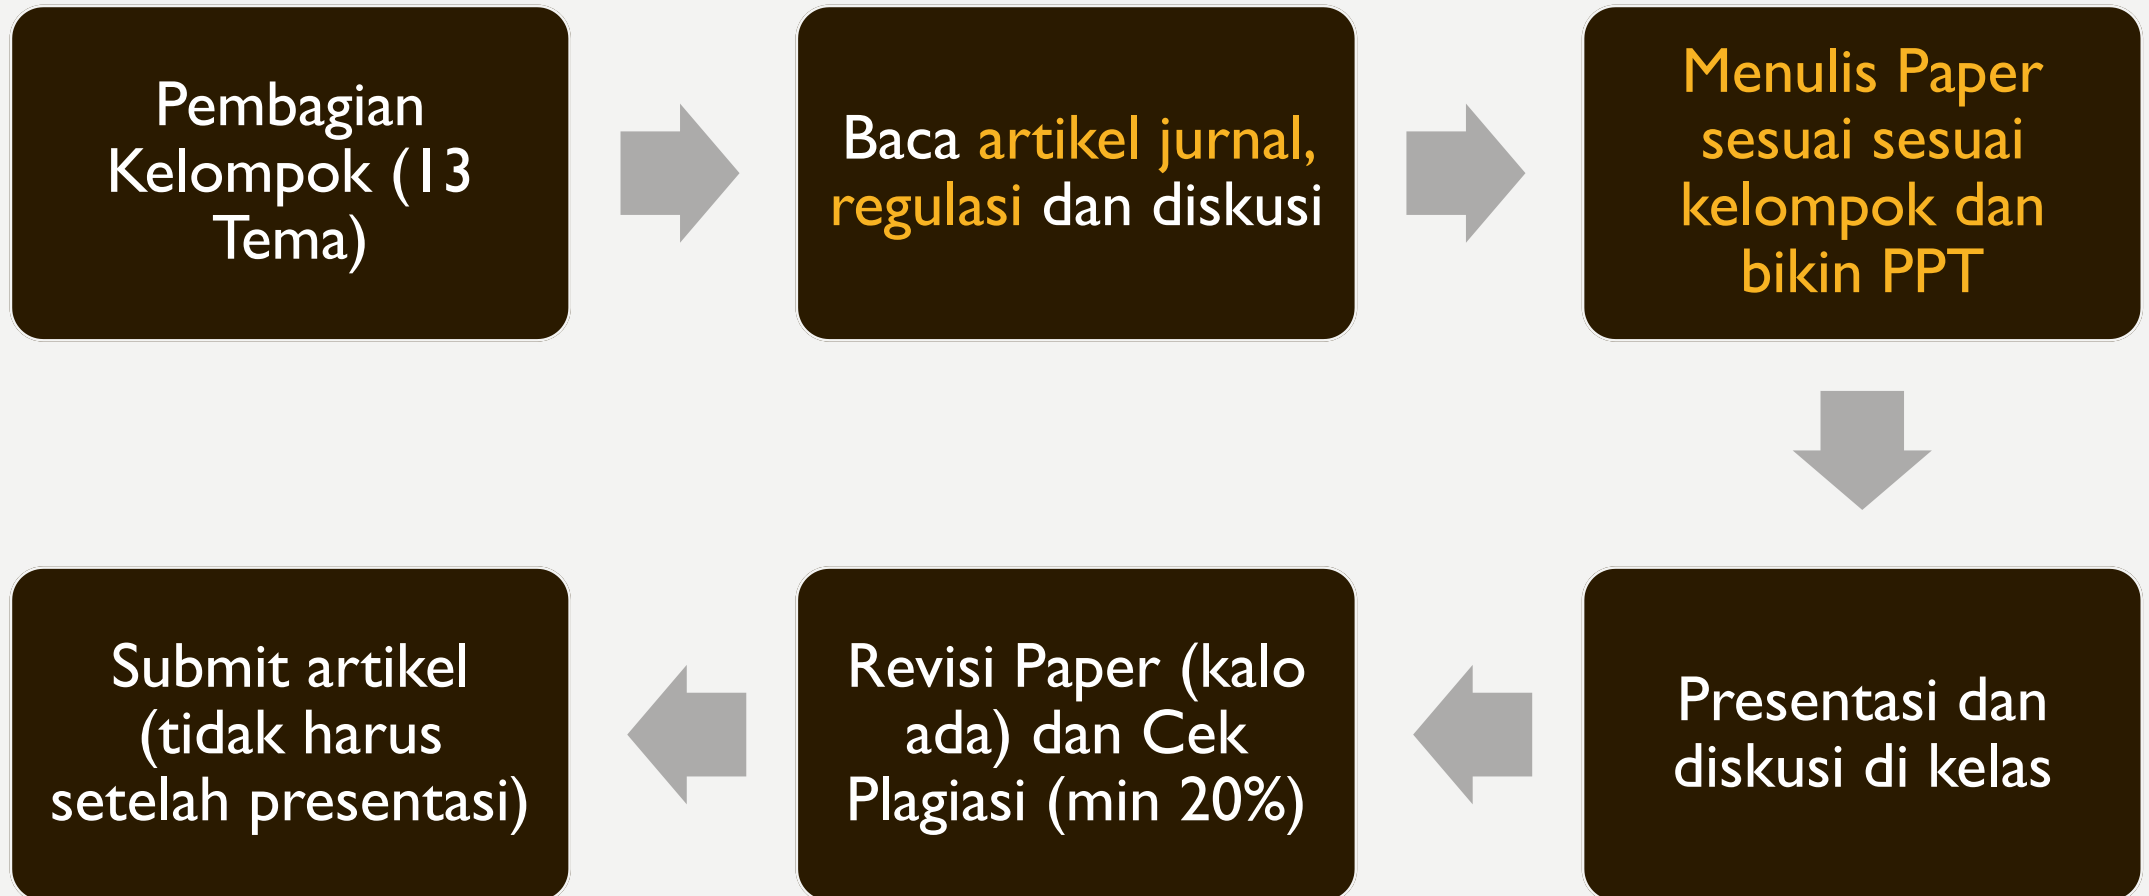 Pembagian
Kelompok (13
Tema)
Baca artikel jurnal,
regulasi dan diskusi
Menulis Paper
sesuai sesuai
kelompok dan
bikin PPT
Presentasi dan
diskusi di kelas
Revisi Paper (kalo
ada) dan Cek
Plagiasi (min 20%)
Submit artikel
(tidak harus
setelah presentasi)